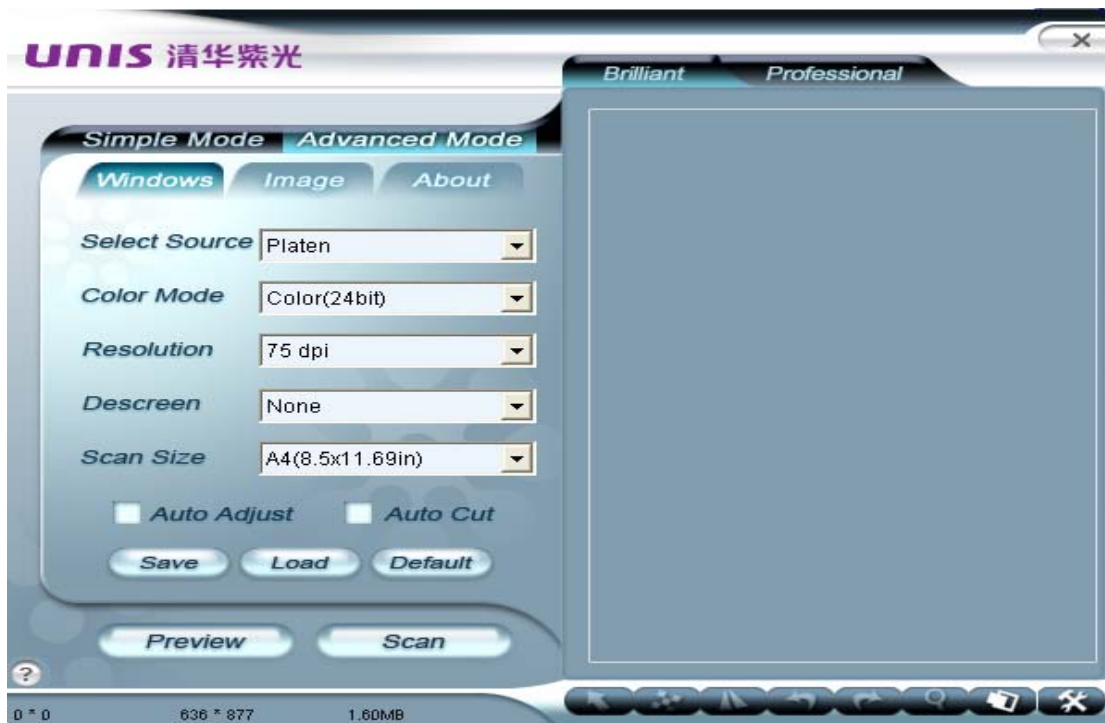 UNIS 清华紫光
Brilliant Professional
Simple Mode Advanced Mode
Windows Image About
Select Source Platen
Color Mode Color(24bit)
Resolution 75 dpi
Descreen None
Scan Size A4(8.5x11.69in)
Auto Adjust Auto Cut
Save Load Default
Preview Scan
?
0 * 0 636 * 877 1.60MB